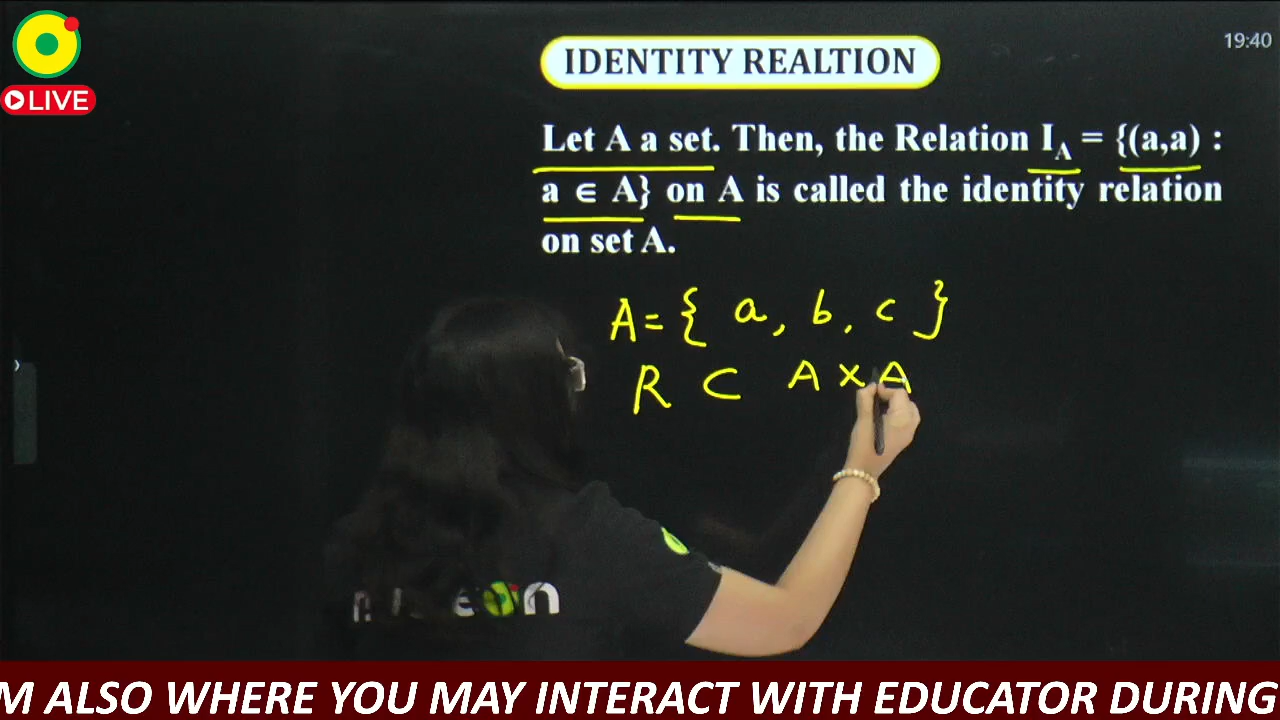 19:40
LIVE
IDENTITY REALTION
Let A a set. Then, the Relation I_A = {(a,a) :
a ∈ A} on A is called the identity relation
on set A.
A = { a, b, c }
R ⊂ A × A
M ALSO WHERE YOU MAY INTERACT WITH EDUCATOR DURING